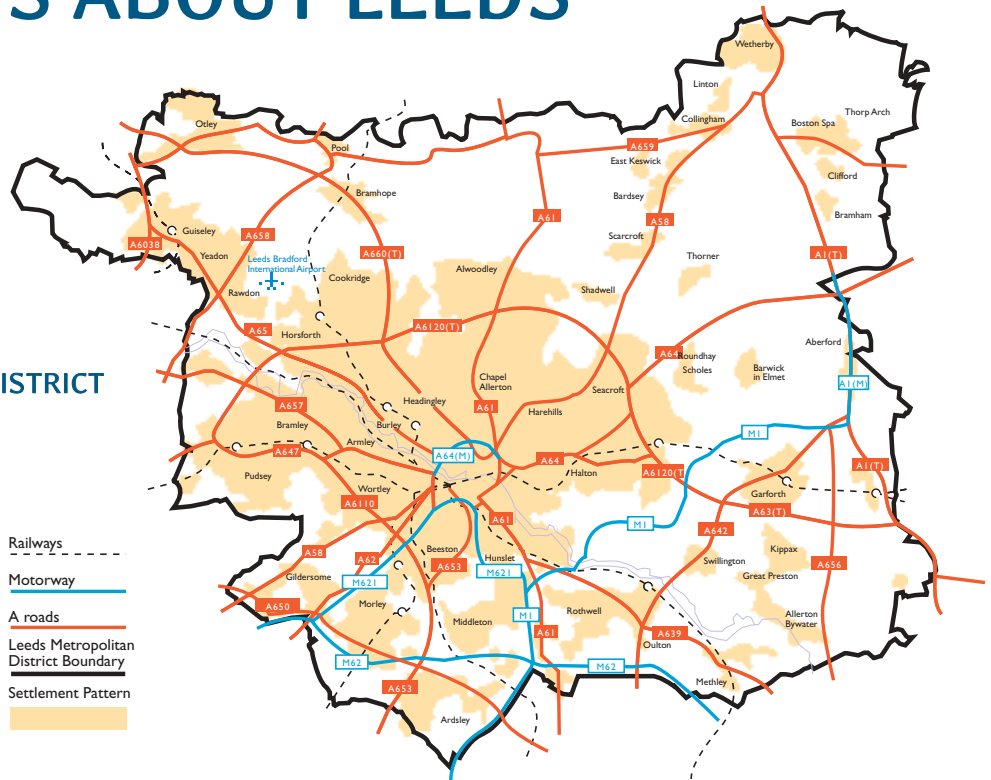 S ABOUT LEEDS
Wetherby
Linton
Collingham
Thorp Arch
Boston Spa
Otley
Pool
A659
East Keswick
Clifford
Bardsey
Bramhope
Bramham
A61
A58
Guiseley
A6038
A658
Scarcroft
A660(T)
A1(T)
Yeadon
Leeds Bradford
International Airport
Thorner
Alwoodley
Cookridge
Rawdon
Shadwell
A65
A6120(T)
Horsforth
Aberford
A64
Roundhay
Scholes
Barwick
in Elmet
ISTRICT
A1(M)
Chapel
Allerton
Seacroft
Headingley
A657
A61
Harehills
Bramley
Burley
M1
Armley
A647
A64(M)
A64
Halton
A6120(T
A1(T)
Pudsey
Wortley
Garforth
A6110
A63(T)
A61
M1
A642
Railways
A58
A62
Beeston
Kippax
Hunslet
Swillington
A653
A656
M621
M621
Great Preston
Gildersome
Motorway
A650
Morley
M1
Rothwell
A roads
Middleton
Allerton
Bywater
A61
A639
Oulton
Leeds Metropolitan
District Boundary
M62
M62
Settlement Pattern
A653
Methley
Ardsley